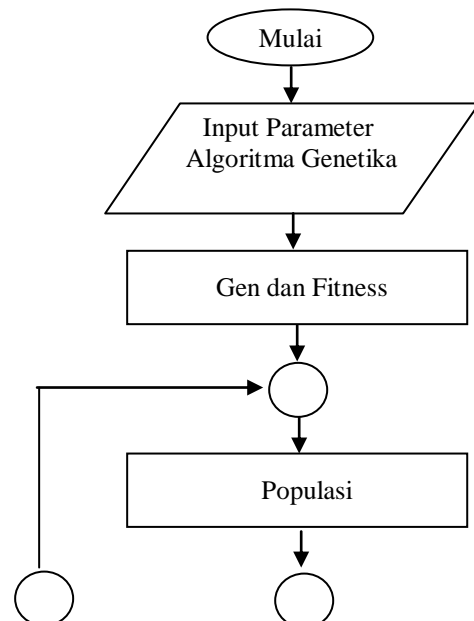 Mulai
Input Parameter
Algoritma Genetika
Gen dan Fitness
Populasi